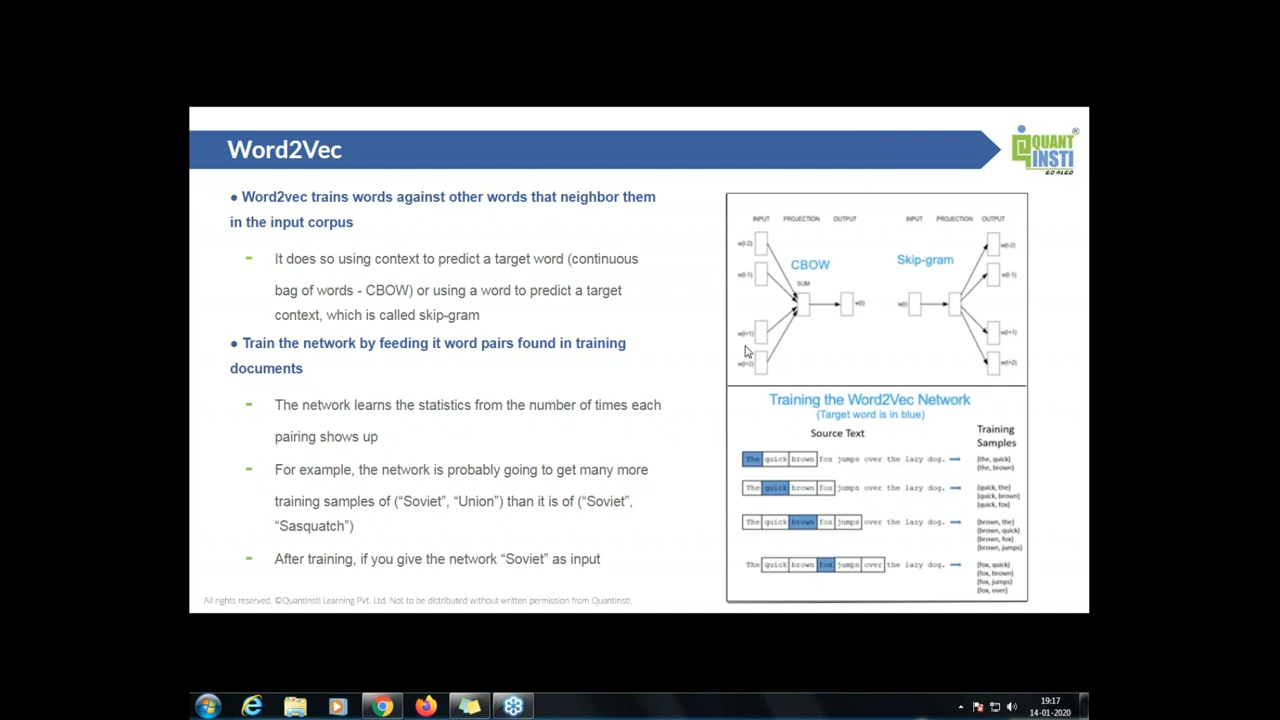 Word2Vec
QUANT
INSTI
GO ALGO
● Word2vec trains words against other words that neighbor them
in the input corpus
- It does so using context to predict a target word (continuous
bag of words - CBOW) or using a word to predict a target
context, which is called skip-gram
● Train the network by feeding it word pairs found in training
documents
- The network learns the statistics from the number of times each
pairing shows up
- For example, the network is probably going to get many more
training samples of (“Soviet”, “Union”) than it is of (“Soviet”,
“Sasquatch”)
- After training, if you give the network “Soviet” as input
All rights reserved. ©QuantInsti Learning Pvt. Ltd. Not to be distributed without written permission from QuantInsti.
INPUT PROJECTION OUTPUT
w(t-2)
w(t-1)
CBOW
SUM
w(t)
w(t+1)
w(t+2)
INPUT PROJECTION OUTPUT
w(t-2)
w(t-1)
Skip-gram
w(t)
w(t+1)
w(t+2)
Training the Word2Vec Network
(Target word is in blue)
Source Text
Training
Samples
The quick brown fox jumps over the lazy dog.
(the, quick)
(the, brown)
The quick brown fox jumps over the lazy dog.
(quick, the)
(quick, brown)
(quick, fox)
The quick brown fox jumps over the lazy dog.
(brown, the)
(brown, quick)
(brown, fox)
(brown, jumps)
The quick brown fox jumps over the lazy dog.
(fox, quick)
(fox, brown)
(fox, jumps)
(fox, over)
19:17
14-01-2020